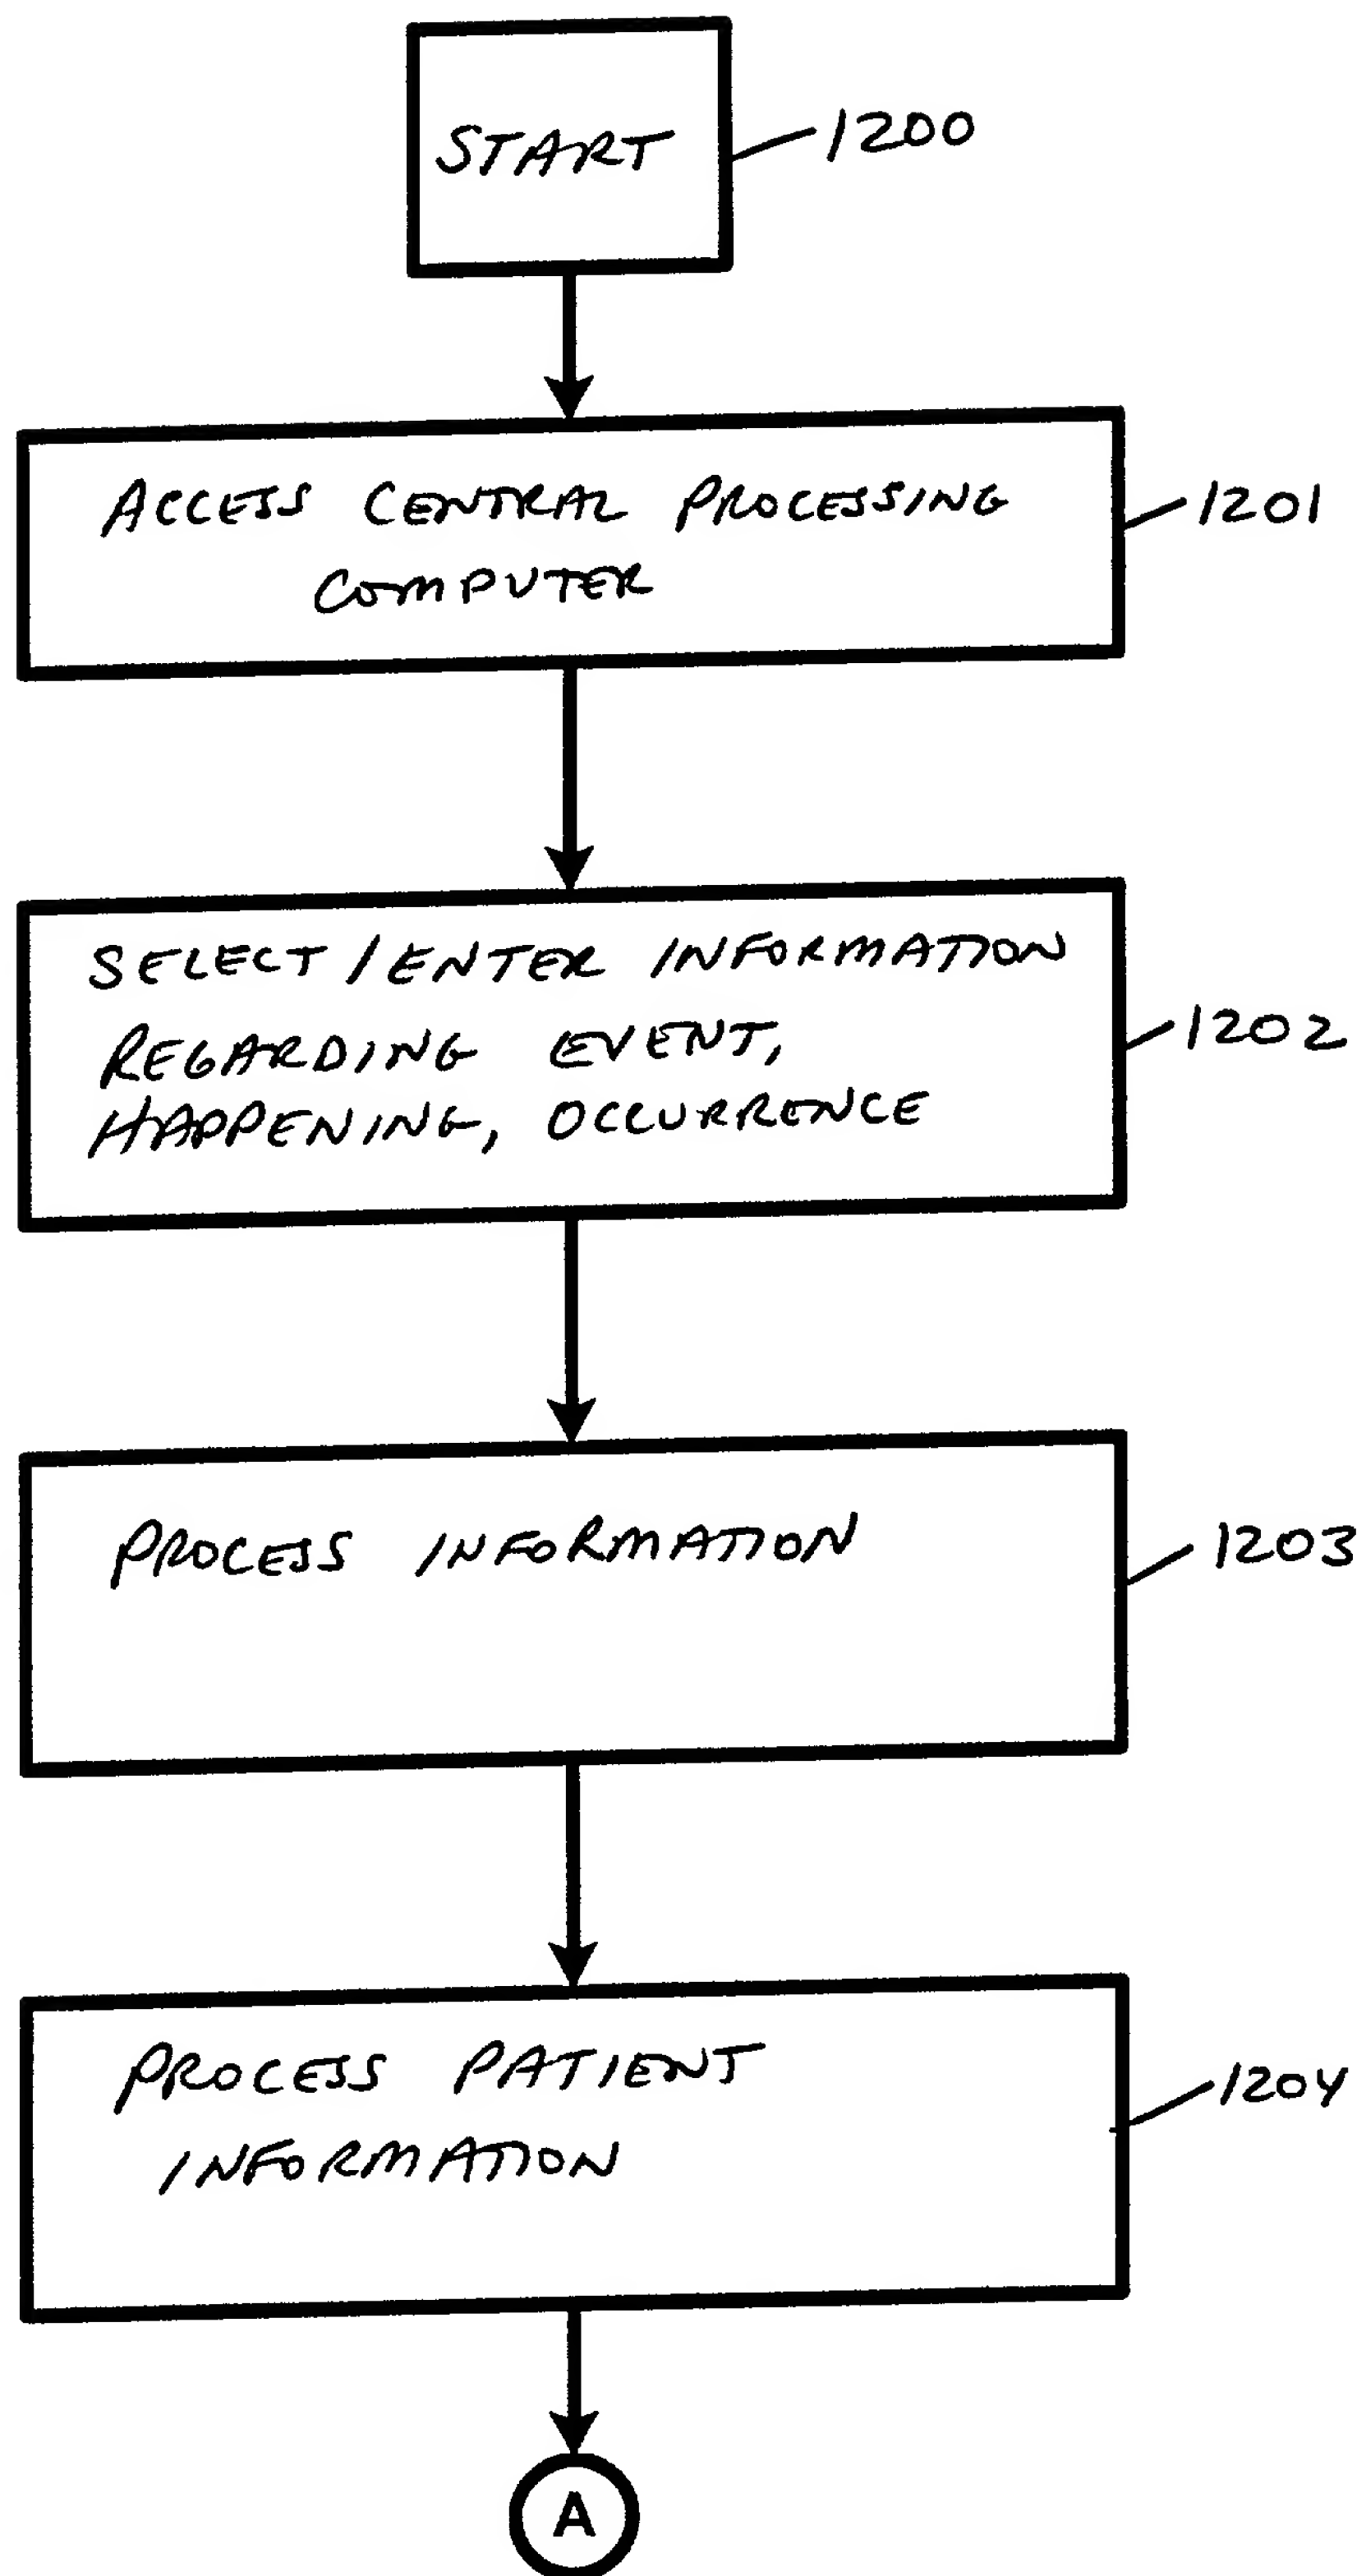 START
1200
ACCESS CENTRAL PROCESSING
COMPUTER
1201
SELECT / ENTER INFORMATION
REGARDING EVENT,
HAPPENING, OCCURRENCE
1202
PROCESS INFORMATION
1203
PROCESS PATIENT
INFORMATION
1204
A